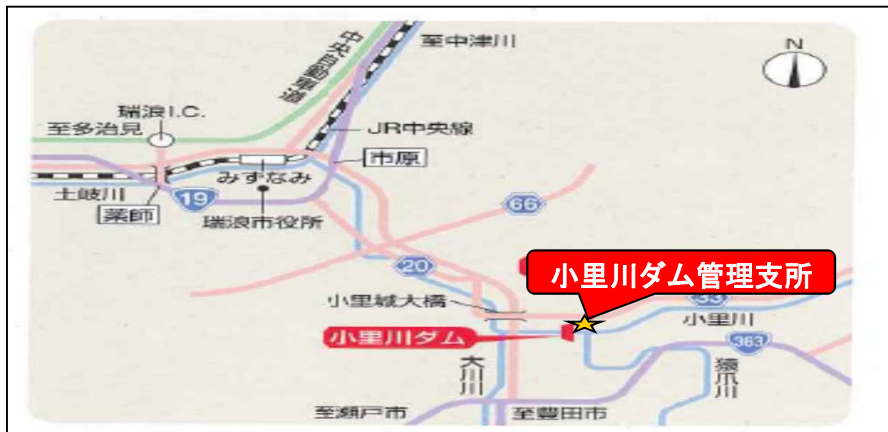 至中津川
中央自動車道
N
瑞浪I.C.
至多治見
JR中央線
市原
みずなみ
土岐川
19
薬師
瑞浪市役所
66
20
小里川ダム管理支所
33
小里城大橋
小里川
小里川ダム
363
大川川
猿爪川
至瀬戸市
至豊田市